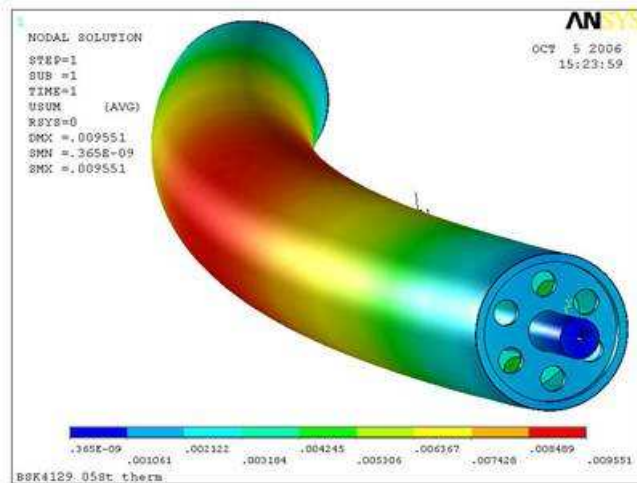 1
ANSYS
NODAL SOLUTION
OCT 5 2006
15:23:59
STEP=1
SUB =1
TIME=1
USUM (AVG)
RSYS=0
DMX =.009551
SMN =.365E-09
SMX =.009551
.365E-09 .002122 .004245 .006367 .008489
.001061 .003184 .005306 .007428 .009551
BSK4129 05St therm